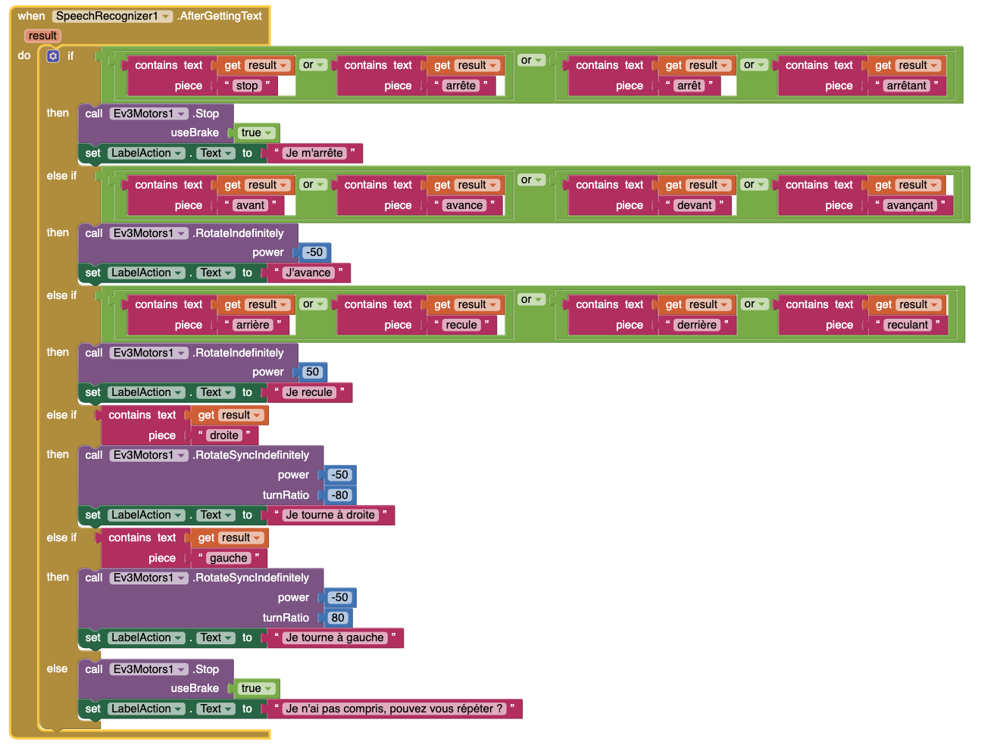 when SpeechRecognizer1 .AfterGettingText
result
do if contains text get result or contains text get result or contains text get result or contains text get result
piece “ stop ” piece “ arrête ” piece “ arrêt ” piece “ arrêtant ”
then call Ev3Motors1 .Stop
useBrake true
set LabelAction . Text to “ Je m'arrête ”
else if contains text get result or contains text get result or contains text get result or contains text get result
piece “ avant ” piece “ avance ” piece “ devant ” piece “ avançant ”
then call Ev3Motors1 .RotateIndefinitely
power -50
set LabelAction . Text to “ J'avance ”
else if contains text get result or contains text get result or contains text get result or contains text get result
piece “ arrière ” piece “ recule ” piece “ derrière ” piece “ reculant ”
then call Ev3Motors1 .RotateIndefinitely
power 50
set LabelAction . Text to “ Je recule ”
else if contains text get result
piece “ droite ”
then call Ev3Motors1 .RotateSyncIndefinitely
power -50
turnRatio -80
set LabelAction . Text to “ Je tourne à droite ”
else if contains text get result
piece “ gauche ”
then call Ev3Motors1 .RotateSyncIndefinitely
power -50
turnRatio 80
set LabelAction . Text to “ Je tourne à gauche ”
else call Ev3Motors1 .Stop
useBrake true
set LabelAction . Text to “ Je n'ai pas compris, pouvez vous répéter ? ”